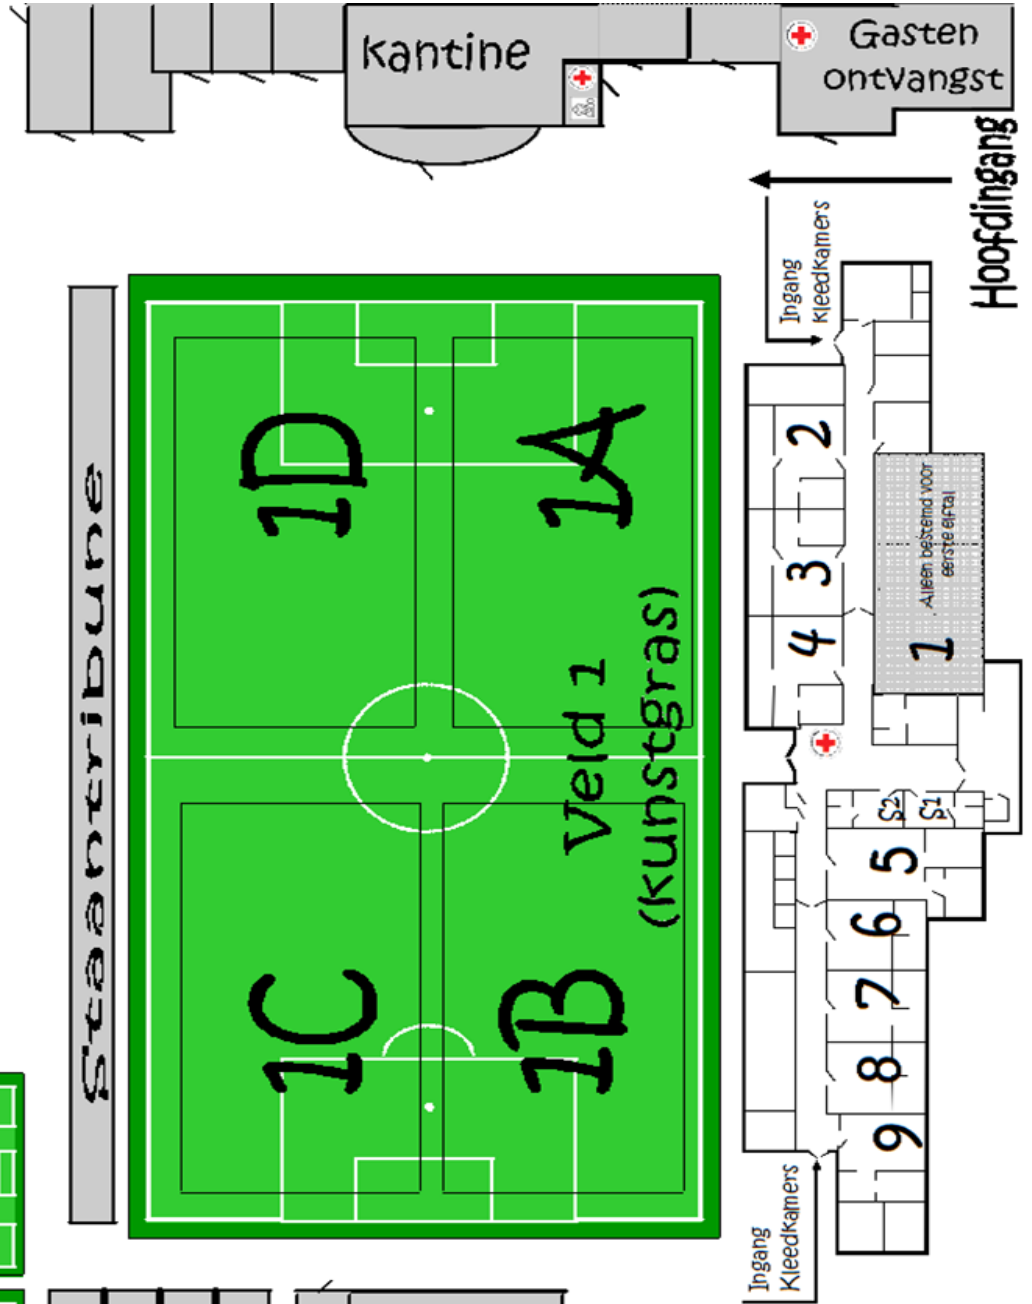 Kantine
Gasten
ontvangst
Hoofdingang
Ingang
Kleedkamers
Staantribune
1D
1A
Veld 1
(Kunstgras)
1C
1B
2
3
4
Alleen bestemd voor
eerste elftal
1
S2
S1
5
6
7
8
9
Ingang
Kleedkamers